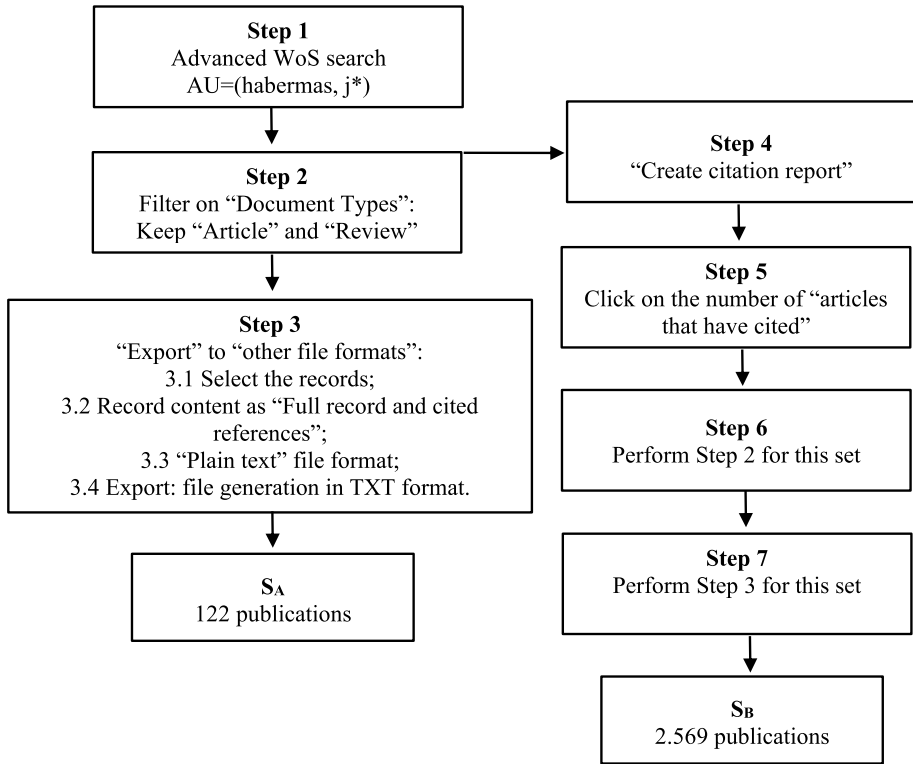 Step 1
Advanced WoS search
AU=(habermas, j*)
Step 2
Filter on “Document Types”:
Keep “Article” and “Review”
Step 3
“Export” to “other file formats”:
3.1 Select the records;
3.2 Record content as “Full record and cited
references”;
3.3 “Plain text” file format;
3.4 Export: file generation in TXT format.
SA
122 publications
Step 4
“Create citation report”
Step 5
Click on the number of “articles
that have cited”
Step 6
Perform Step 2 for this set
Step 7
Perform Step 3 for this set
SB
2.569 publications